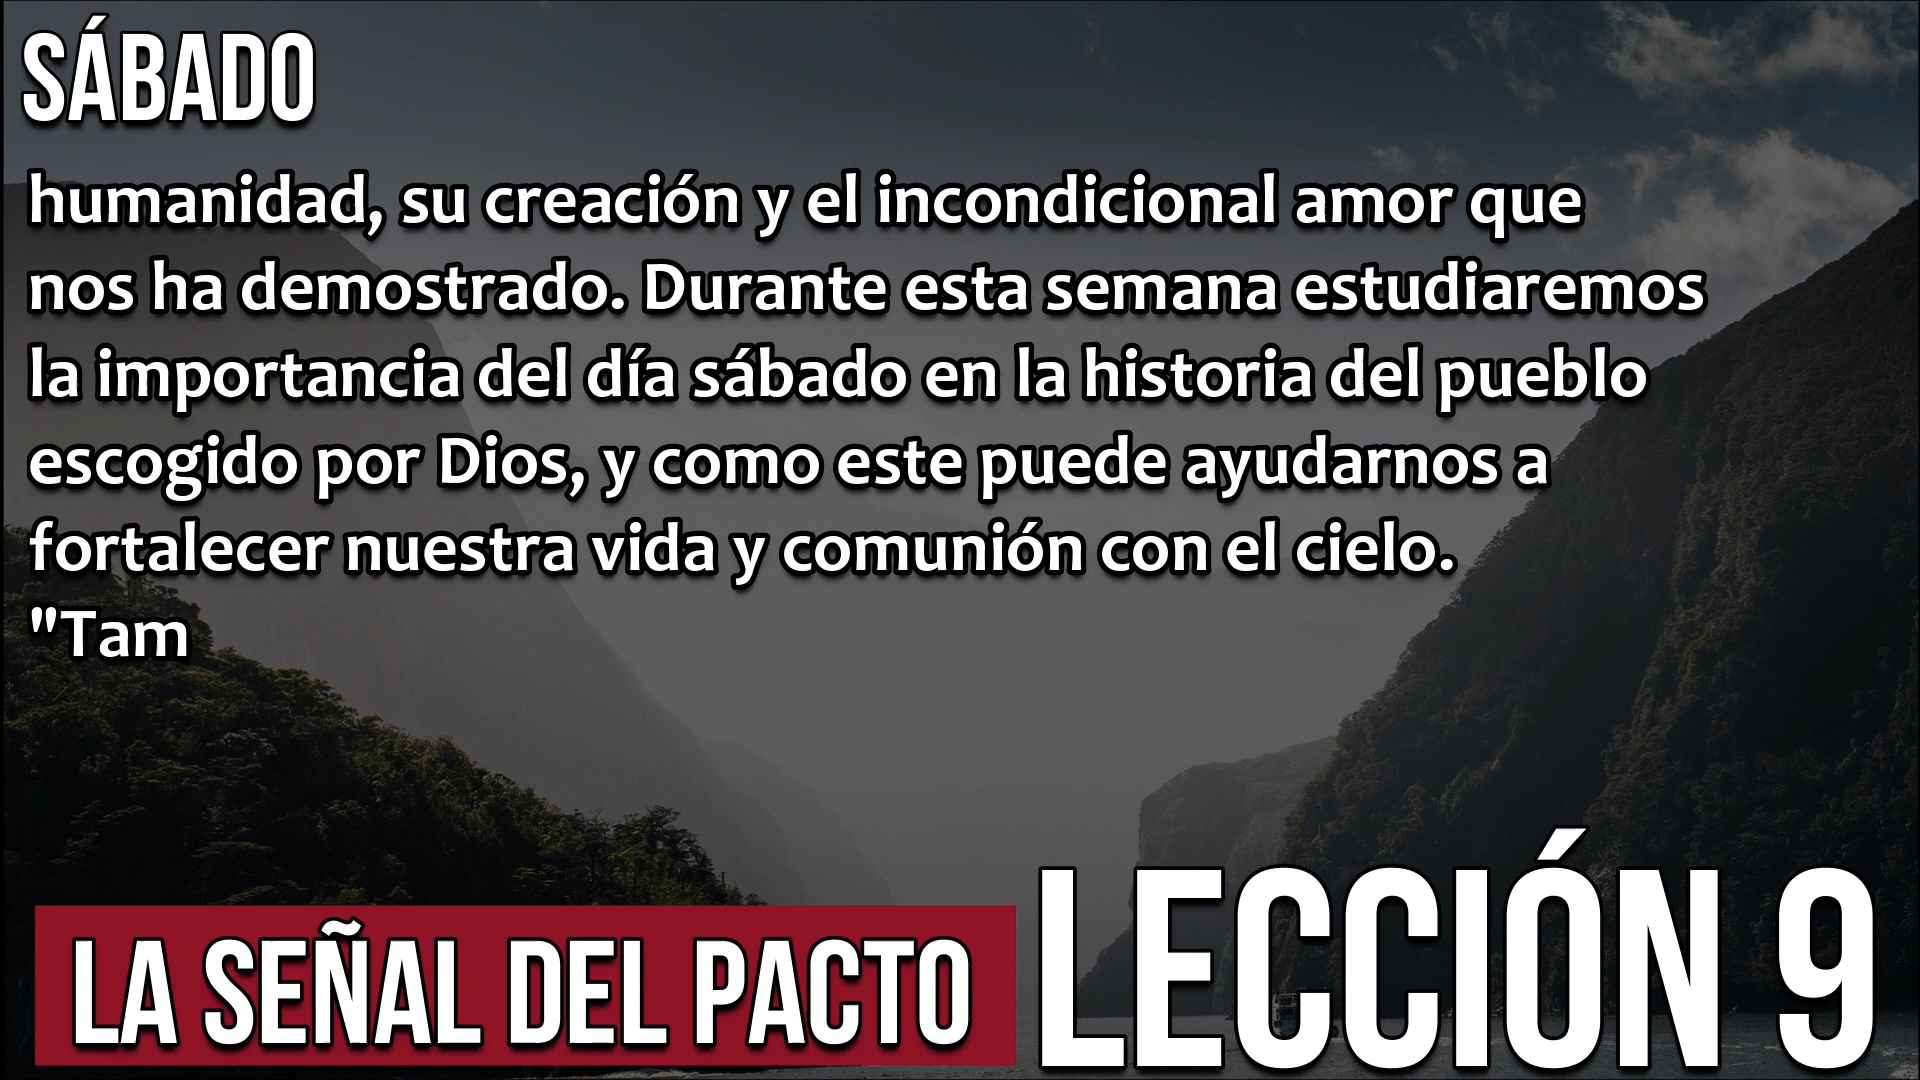 SÁBADO
humanidad, su creación y el incondicional amor que
nos ha demostrado. Durante esta semana estudiaremos
la importancia del día sábado en la historia del pueblo
escogido por Dios, y como este puede ayudarnos a
fortalecer nuestra vida y comunión con el cielo.
"Tam
LA SEÑAL DEL PACTO
LECCIÓN 9